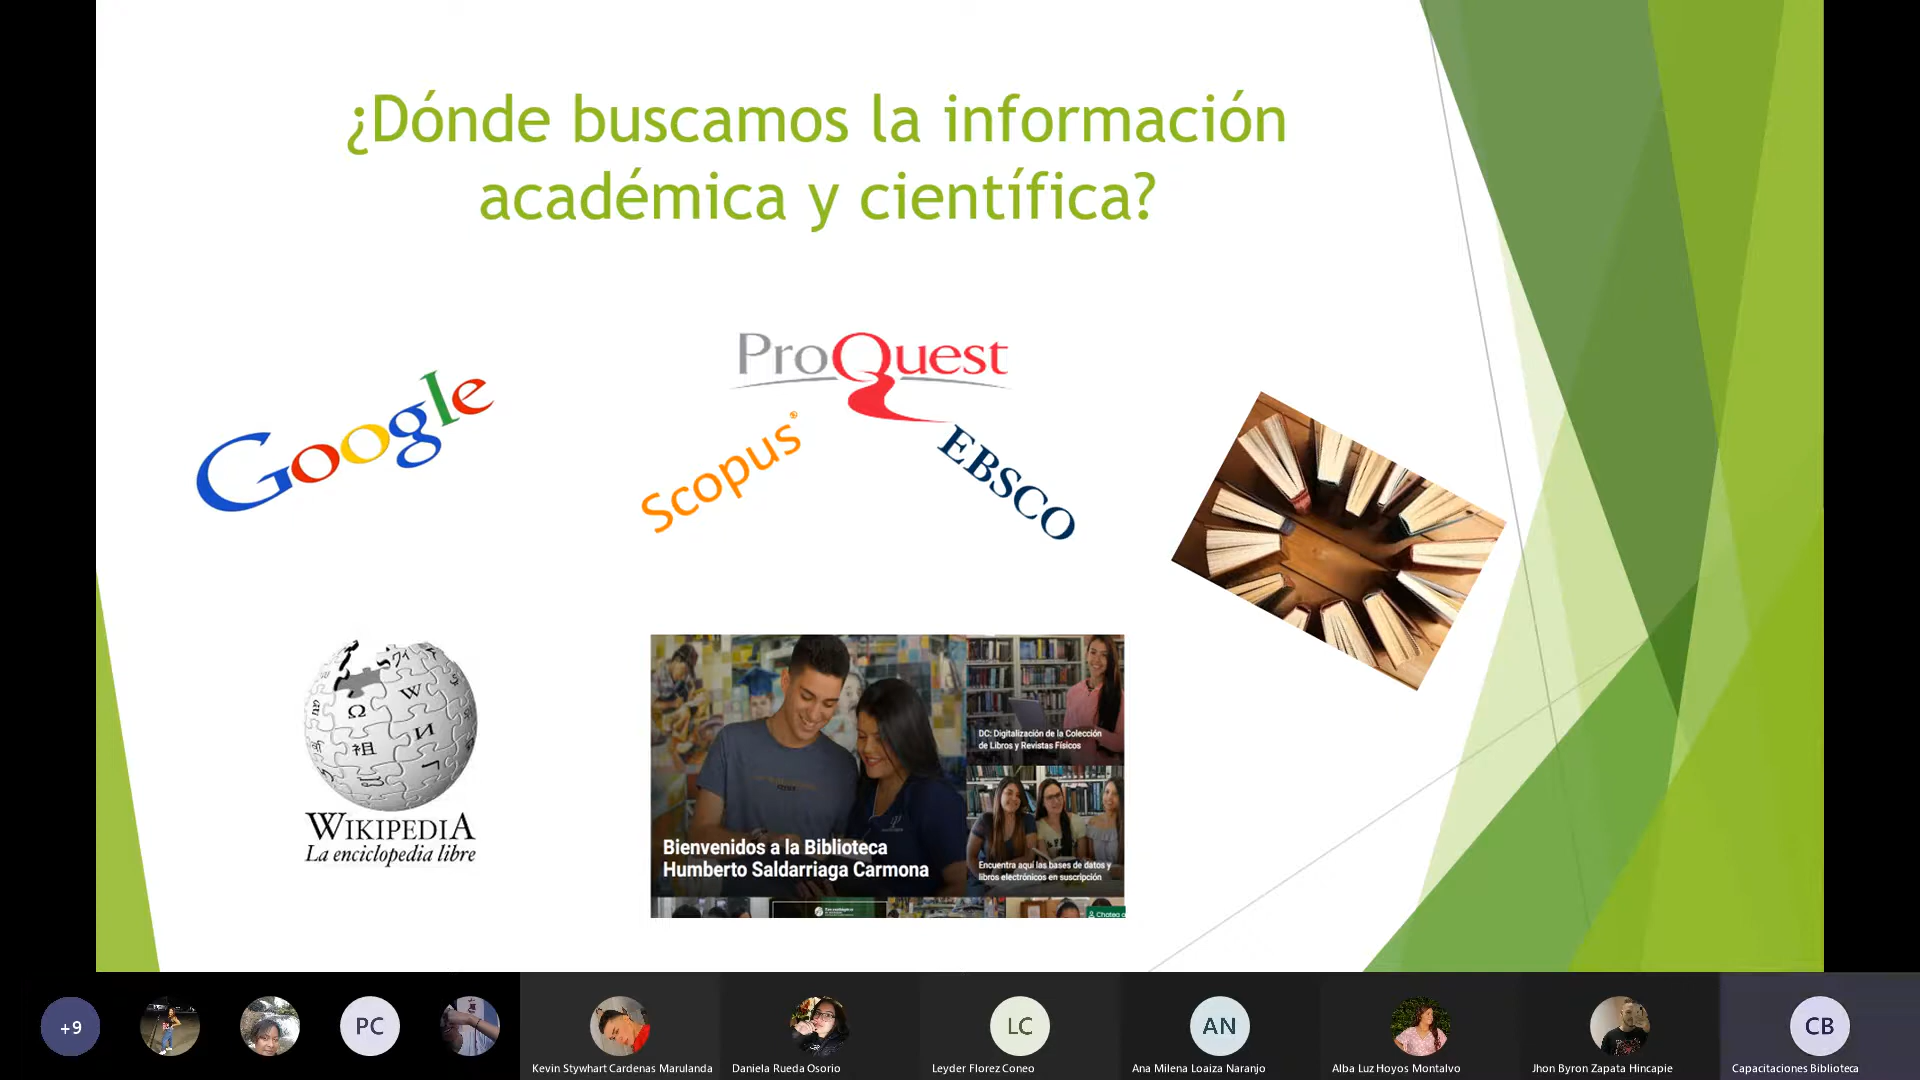 ¿Dónde buscamos la información
académica y científica?
Google
ProQuest
Scopus®
EBSCO
WIKIPEDIA
La enciclopedia libre
Bienvenidos a la Biblioteca
Humberto Saldarriaga Carmona
DC: Digitalización de la Colección
de Libros y Revistas Físicos
Encuentra aquí las bases de datos y
libros electrónicos en suscripción
Chatea
+9
PC
LC
AN
CB
Kevin Stywhart Cardenas Marulanda
Daniela Rueda Osorio
Leyder Florez Coneo
Ana Milena Loaiza Naranjo
Alba Luz Hoyos Montalvo
Jhon Byron Zapata Hincapie
Capacitaciones Biblioteca